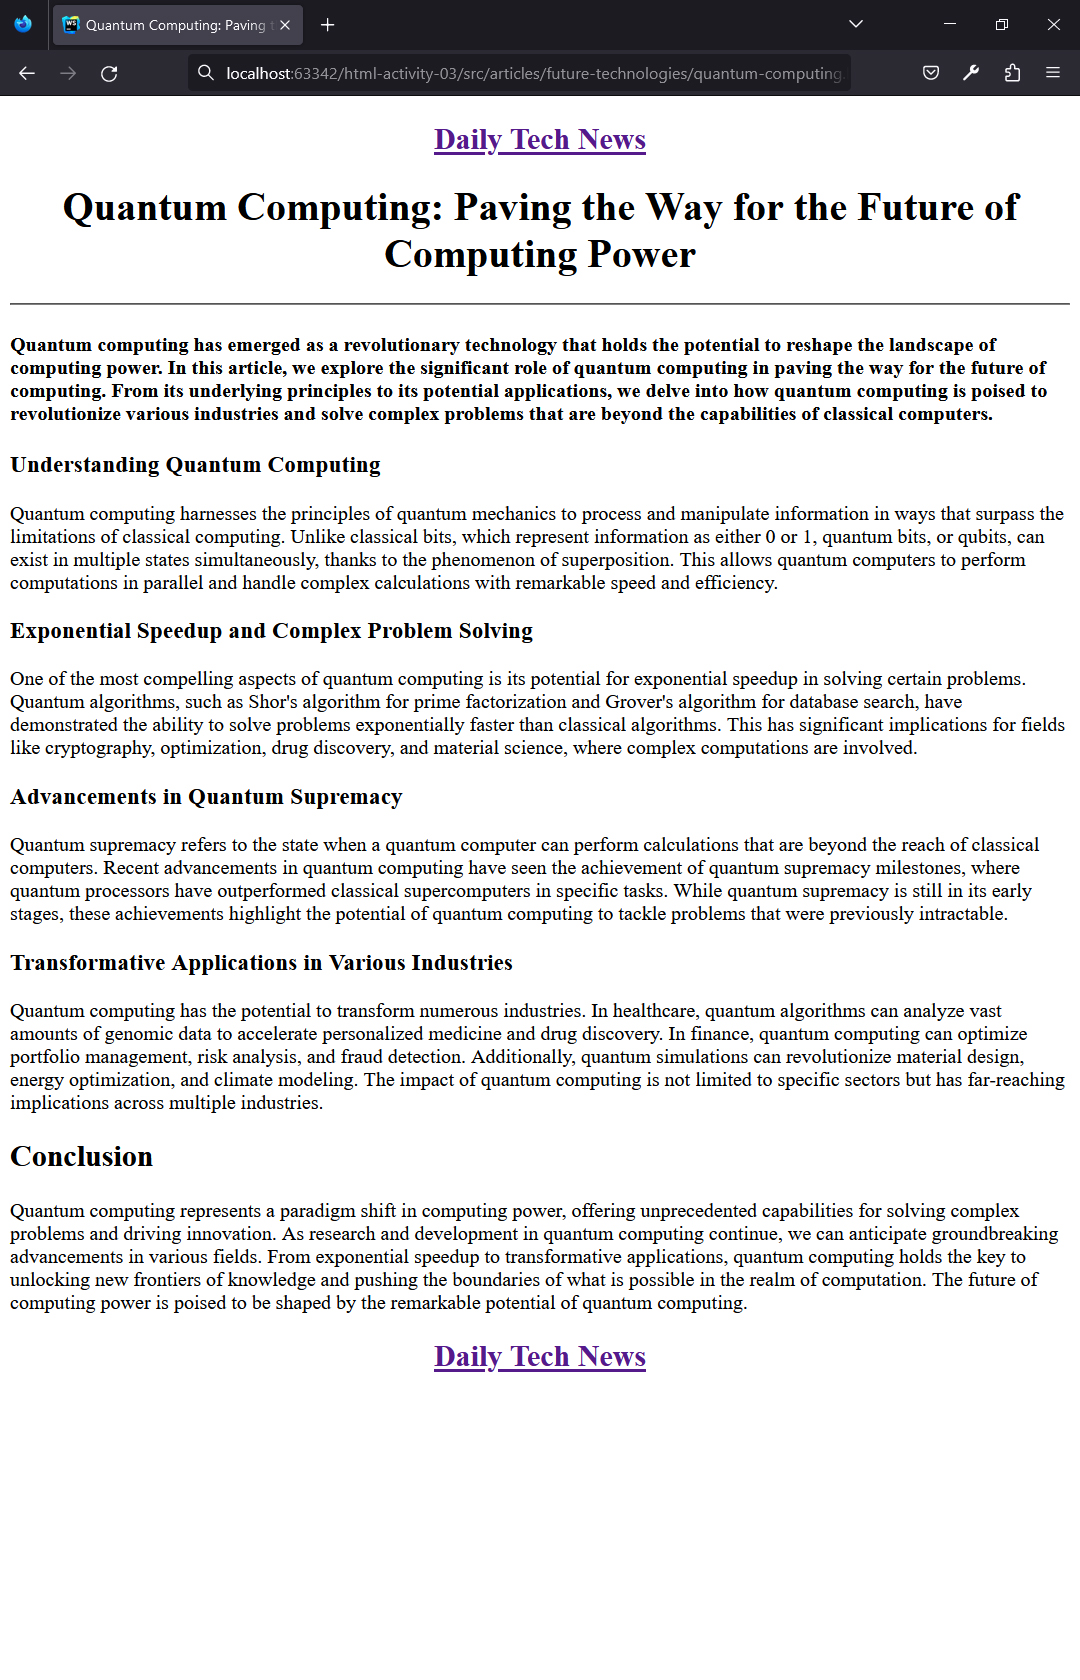 Quantum Computing: Paving t
localhost:63342/html-activity-03/src/articles/future-technologies/quantum-computing.
Daily Tech News
Quantum Computing: Paving the Way for the Future of
Computing Power
Quantum computing has emerged as a revolutionary technology that holds the potential to reshape the landscape of
computing power. In this article, we explore the significant role of quantum computing in paving the way for the future of
computing. From its underlying principles to its potential applications, we delve into how quantum computing is poised to
revolutionize various industries and solve complex problems that are beyond the capabilities of classical computers.
Understanding Quantum Computing
Quantum computing harnesses the principles of quantum mechanics to process and manipulate information in ways that surpass the
limitations of classical computing. Unlike classical bits, which represent information as either 0 or 1, quantum bits, or qubits, can
exist in multiple states simultaneously, thanks to the phenomenon of superposition. This allows quantum computers to perform
computations in parallel and handle complex calculations with remarkable speed and efficiency.
Exponential Speedup and Complex Problem Solving
One of the most compelling aspects of quantum computing is its potential for exponential speedup in solving certain problems.
Quantum algorithms, such as Shor's algorithm for prime factorization and Grover's algorithm for database search, have
demonstrated the ability to solve problems exponentially faster than classical algorithms. This has significant implications for fields
like cryptography, optimization, drug discovery, and material science, where complex computations are involved.
Advancements in Quantum Supremacy
Quantum supremacy refers to the state when a quantum computer can perform calculations that are beyond the reach of classical
computers. Recent advancements in quantum computing have seen the achievement of quantum supremacy milestones, where
quantum processors have outperformed classical supercomputers in specific tasks. While quantum supremacy is still in its early
stages, these achievements highlight the potential of quantum computing to tackle problems that were previously intractable.
Transformative Applications in Various Industries
Quantum computing has the potential to transform numerous industries. In healthcare, quantum algorithms can analyze vast
amounts of genomic data to accelerate personalized medicine and drug discovery. In finance, quantum computing can optimize
portfolio management, risk analysis, and fraud detection. Additionally, quantum simulations can revolutionize material design,
energy optimization, and climate modeling. The impact of quantum computing is not limited to specific sectors but has far-reaching
implications across multiple industries.
Conclusion
Quantum computing represents a paradigm shift in computing power, offering unprecedented capabilities for solving complex
problems and driving innovation. As research and development in quantum computing continue, we can anticipate groundbreaking
advancements in various fields. From exponential speedup to transformative applications, quantum computing holds the key to
unlocking new frontiers of knowledge and pushing the boundaries of what is possible in the realm of computation. The future of
computing power is poised to be shaped by the remarkable potential of quantum computing.
Daily Tech News